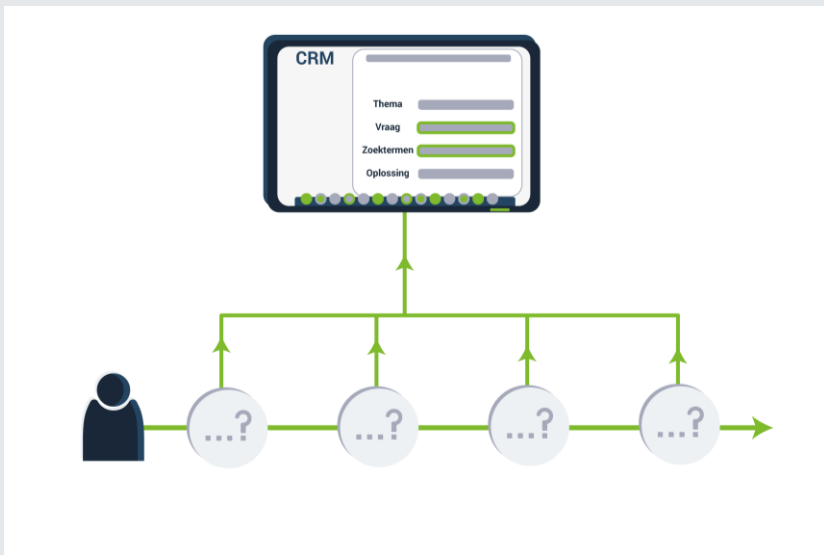 CRM
Thema
Vraag
Zoektermen
Oplossing
...? ...? ...? ...?